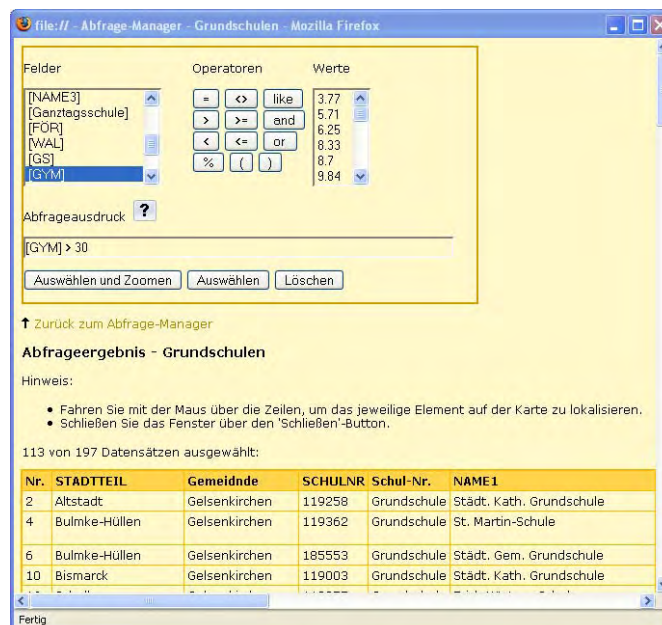 file:// - Abfrage-Manager - Grundschulen - Mozilla Firefox
Felder Operatoren Werte
[NAME3]
[Ganztagsschule]
[FÖR]
[WAL]
[GS]
[GYM]
= <> like
> >= and
< <= or
% ( )
3.77
5.71
6.25
8.33
8.7
9.84
Abfrageausdruck ?
[GYM] > 30
Auswählen und Zoomen Auswählen Löschen
Zurück zum Abfrage-Manager
Abfrageergebnis - Grundschulen
Hinweis:
• Fahren Sie mit der Maus über die Zeilen, um das jeweilige Element auf der Karte zu lokalisieren.
• Schließen Sie das Fenster über den 'Schließen'-Button.
113 von 197 Datensätzen ausgewählt:
Nr. STADTTEIL Gemeidnde SCHULNR Schul-Nr. NAME1
2 Altstadt Gelsenkirchen 119258 Grundschule Städt. Kath. Grundschule
4 Bulmke-Hüllen Gelsenkirchen 119362 Grundschule St. Martin-Schule
6 Bulmke-Hüllen Gelsenkirchen 185553 Grundschule Städt. Gem. Grundschule
10 Bismarck Gelsenkirchen 119003 Grundschule Städt. Kath. Grundschule
Fertig